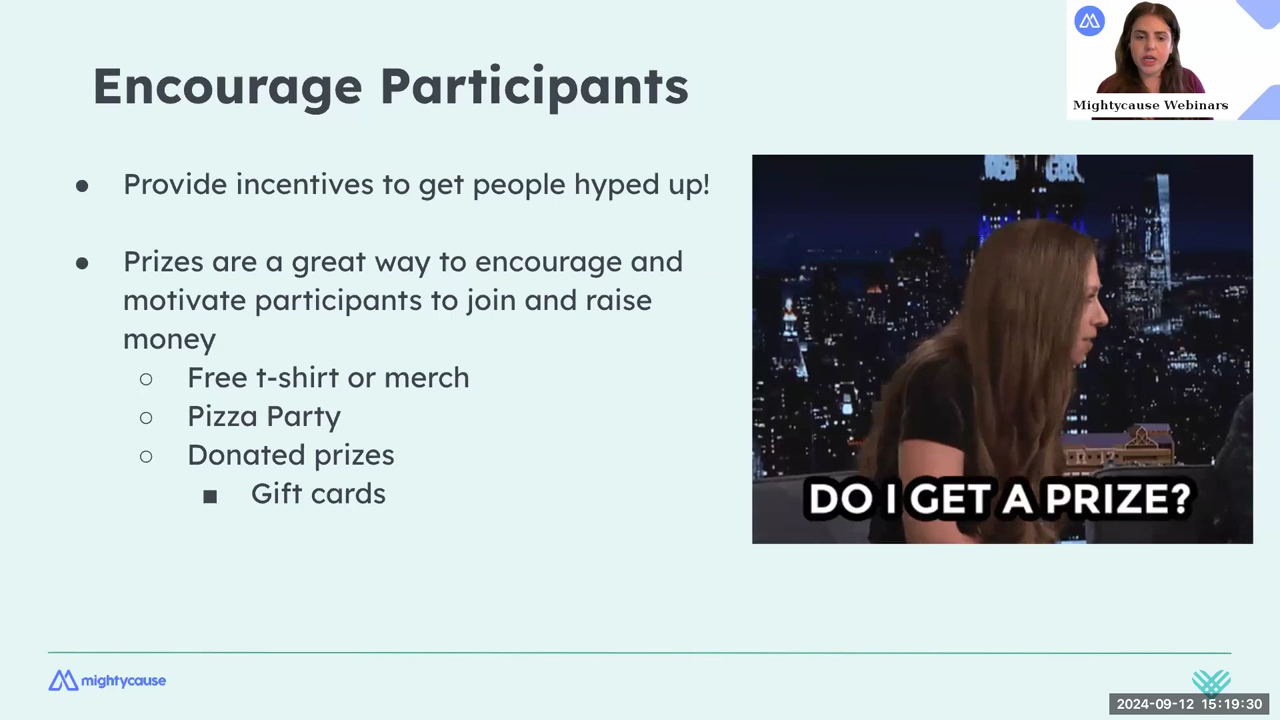 Encourage Participants
Mightycause Webinars
● Provide incentives to get people hyped up!
● Prizes are a great way to encourage and
motivate participants to join and raise
money
○ Free t-shirt or merch
○ Pizza Party
○ Donated prizes
■ Gift cards
DO I GET A PRIZE?
mightycause
2024-09-12 15:19:30